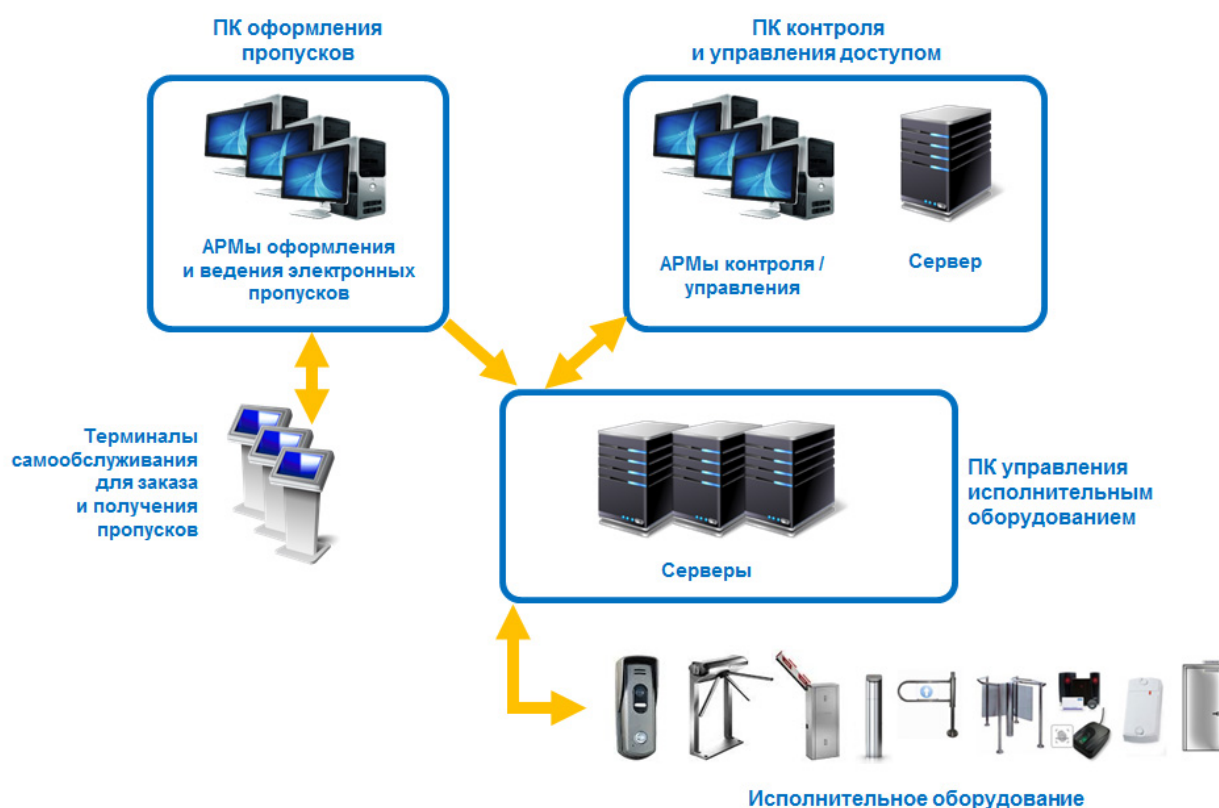 ПК оформления
пропусков
ПК контроля
и управления доступом
АРМы оформления
и ведения электронных
пропусков
АРМы контроля /
управления
Сервер
Терминалы
самообслуживания
для заказа
и получения
пропусков
ПК управления
исполнительным
оборудованием
Серверы
Исполнительное оборудование